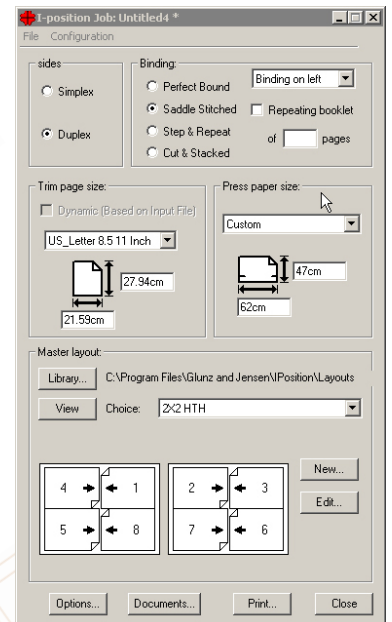 I-position Job: Untitled4 *
File Configuration
sides
Simplex
Duplex
Binding:
Perfect Bound
Saddle Stitched
Step & Repeat
Cut & Stacked
Binding on left
Repeating booklet
of pages
Trim page size:
Dynamic (Based on Input File)
US_Letter 8.5 11 Inch
27.94cm
21.59cm
Press paper size:
Custom
47cm
62cm
Master layout:
Library... C:\Program Files\Glunz and Jensen\IPosition\Layouts
View Choice: 2X2 HTH
4 1 2 3
5 8 7 6
New...
Edit...
Options... Documents... Print... Close